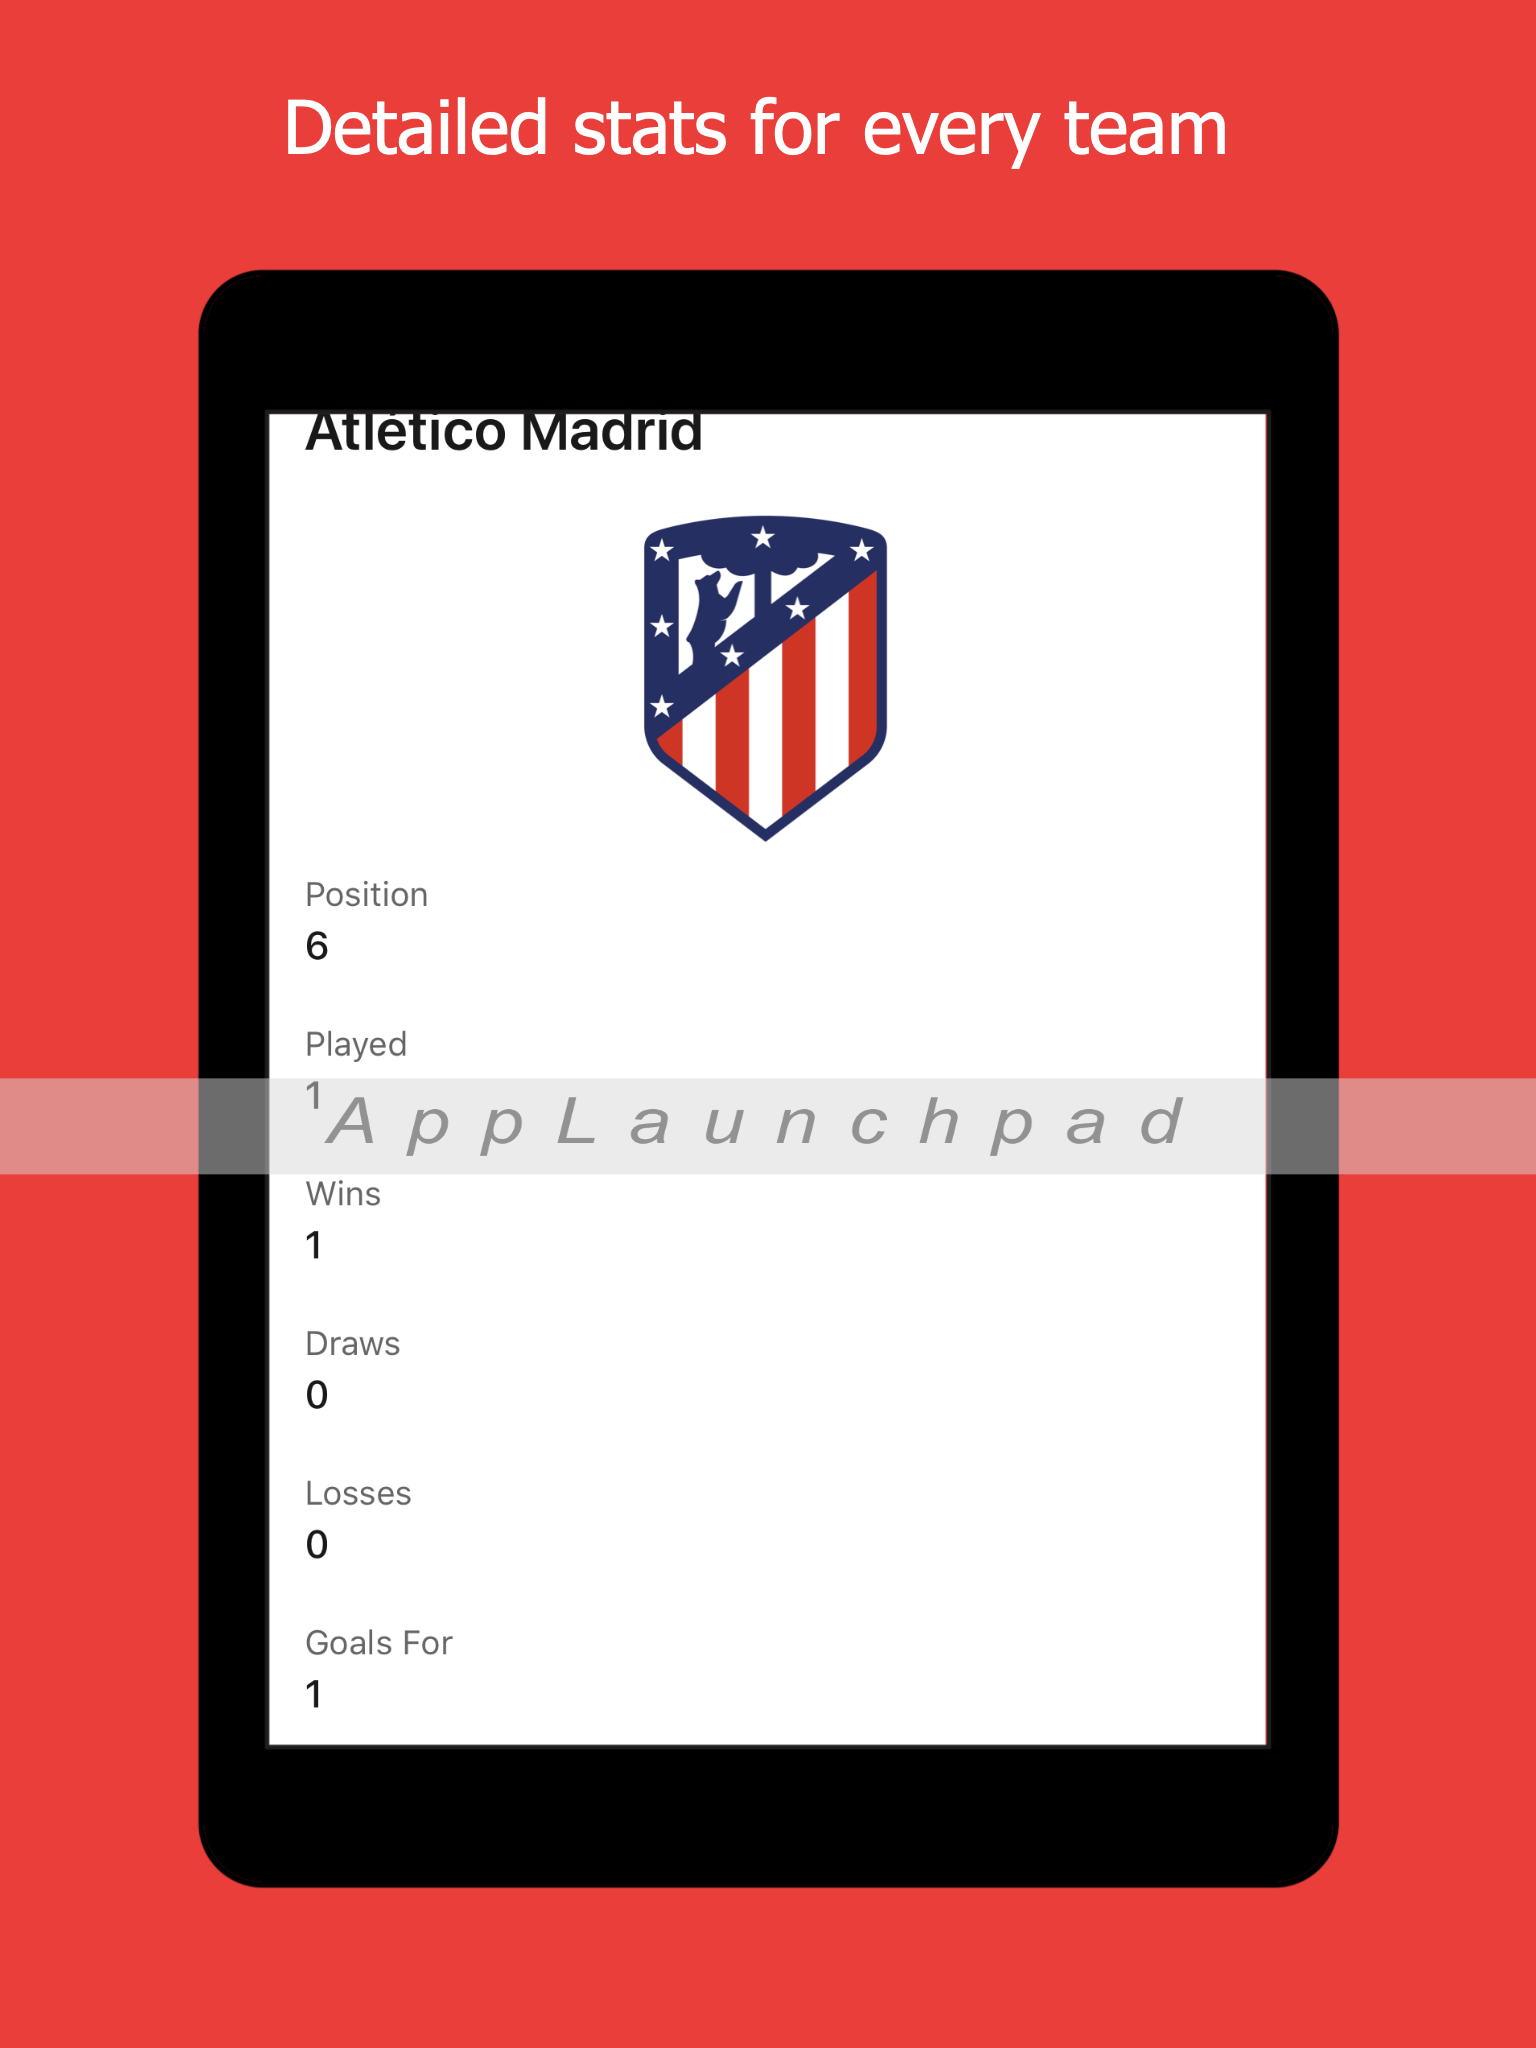 Detailed stats for every team
Atlético Madrid
Position
6
Played
1
AppLaunchpad
Wins
1
Draws
0
Losses
0
Goals For
1